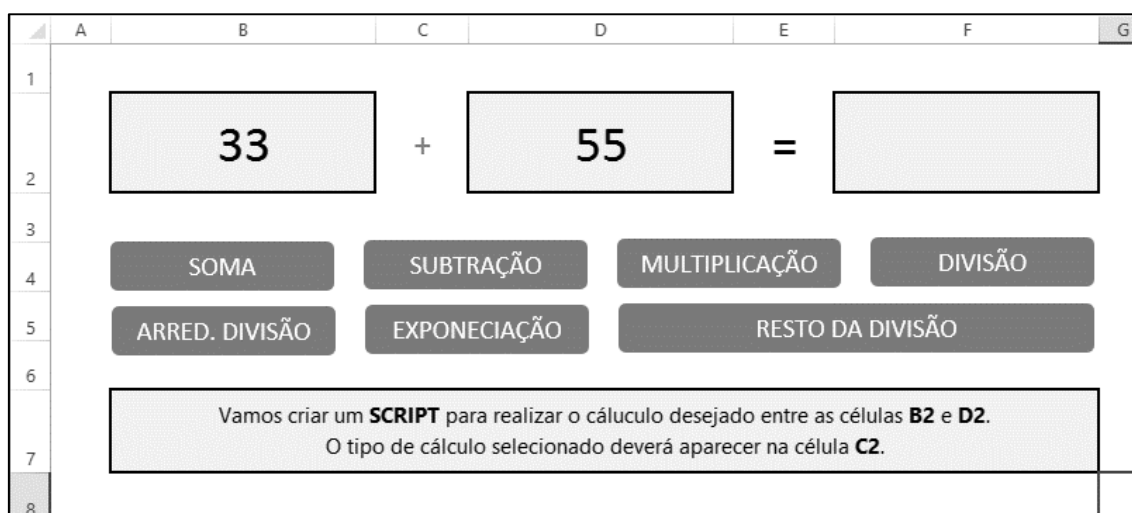 A B C D E F G
1
33 + 55 =
2
3
SOMA SUBTRAÇÃO MULTIPLICAÇÃO DIVISÃO
4
ARRED. DIVISÃO EXPONECIAÇÃO RESTO DA DIVISÃO
5
6
Vamos criar um SCRIPT para realizar o cáluculo desejado entre as células B2 e D2.
O tipo de cálculo selecionado deverá aparecer na célula C2.
7
8